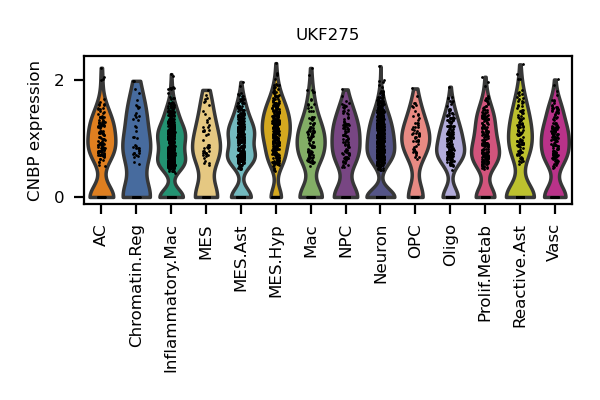 UKF275
CNBP expression
2
0
AC
Chromatin.Reg
Inflammatory.Mac
MES
MES.Ast
MES.Hyp
Mac
NPC
Neuron
OPC
Oligo
Prolif.Metab
Reactive.Ast
Vasc